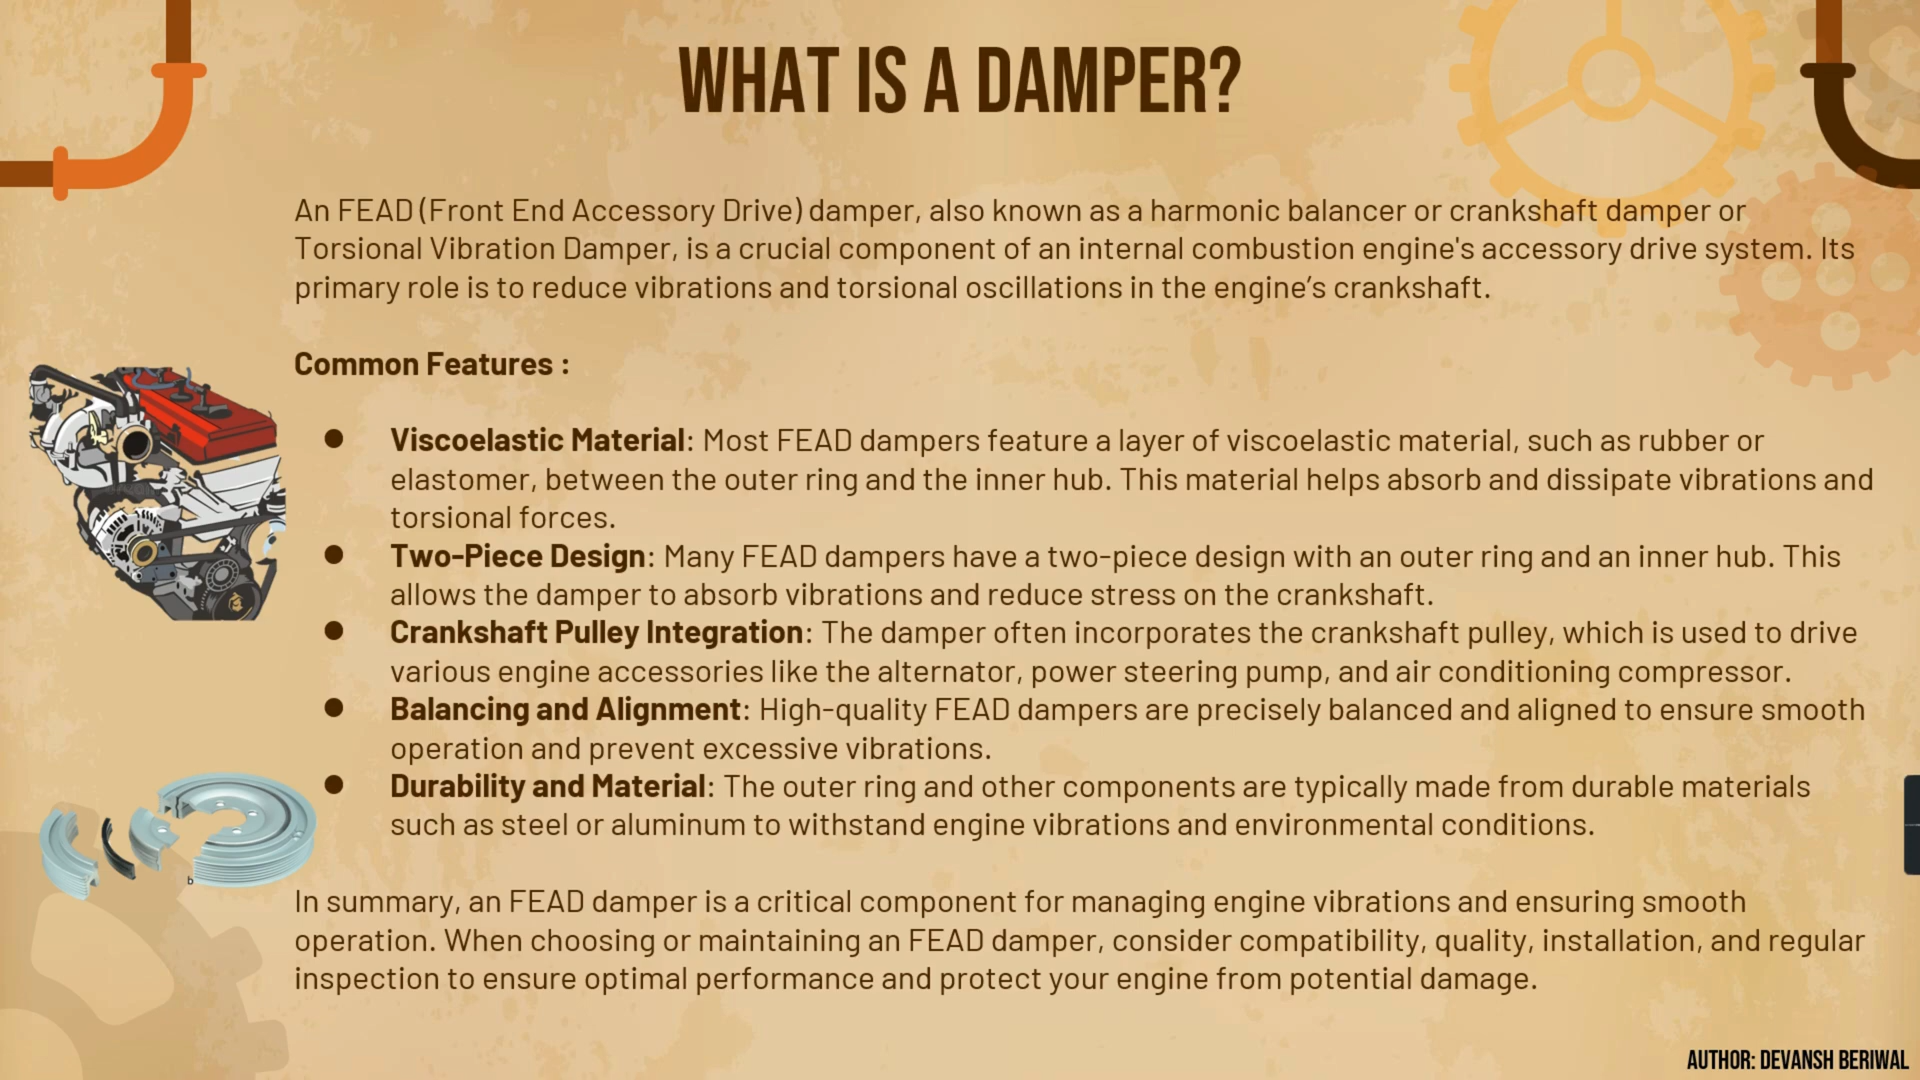 WHAT IS A DAMPER?
An FEAD (Front End Accessory Drive) damper, also known as a harmonic balancer or crankshaft damper or
Torsional Vibration Damper, is a crucial component of an internal combustion engine's accessory drive system. Its
primary role is to reduce vibrations and torsional oscillations in the engine’s crankshaft.
Common Features :
● Viscoelastic Material: Most FEAD dampers feature a layer of viscoelastic material, such as rubber or
elastomer, between the outer ring and the inner hub. This material helps absorb and dissipate vibrations and
torsional forces.
● Two-Piece Design: Many FEAD dampers have a two-piece design with an outer ring and an inner hub. This
allows the damper to absorb vibrations and reduce stress on the crankshaft.
● Crankshaft Pulley Integration: The damper often incorporates the crankshaft pulley, which is used to drive
various engine accessories like the alternator, power steering pump, and air conditioning compressor.
● Balancing and Alignment: High-quality FEAD dampers are precisely balanced and aligned to ensure smooth
operation and prevent excessive vibrations.
● Durability and Material: The outer ring and other components are typically made from durable materials
such as steel or aluminum to withstand engine vibrations and environmental conditions.
b
In summary, an FEAD damper is a critical component for managing engine vibrations and ensuring smooth
operation. When choosing or maintaining an FEAD damper, consider compatibility, quality, installation, and regular
inspection to ensure optimal performance and protect your engine from potential damage.
AUTHOR: DEVANSH BERIWAL